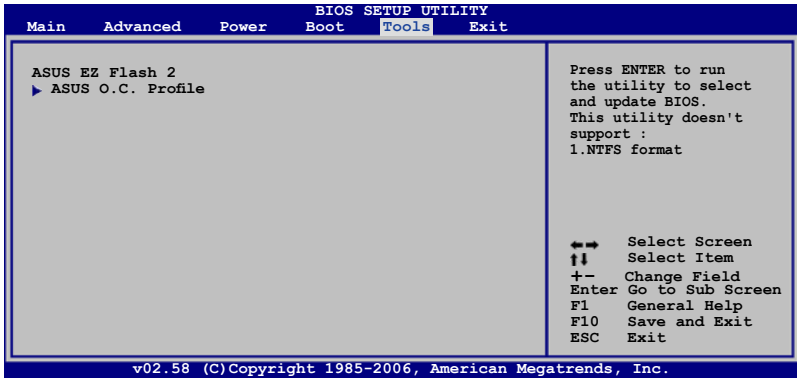 BIOS SETUP UTILITY
Main Advanced Power Boot Tools Exit
ASUS EZ Flash 2
ASUS O.C. Profile
Press ENTER to run
the utility to select
and update BIOS.
This utility doesn't
support :
1.NTFS format
←→ Select Screen
↑↓ Select Item
+- Change Field
Enter Go to Sub Screen
F1 General Help
F10 Save and Exit
ESC Exit
v02.58 (C)Copyright 1985-2006, American Megatrends, Inc.